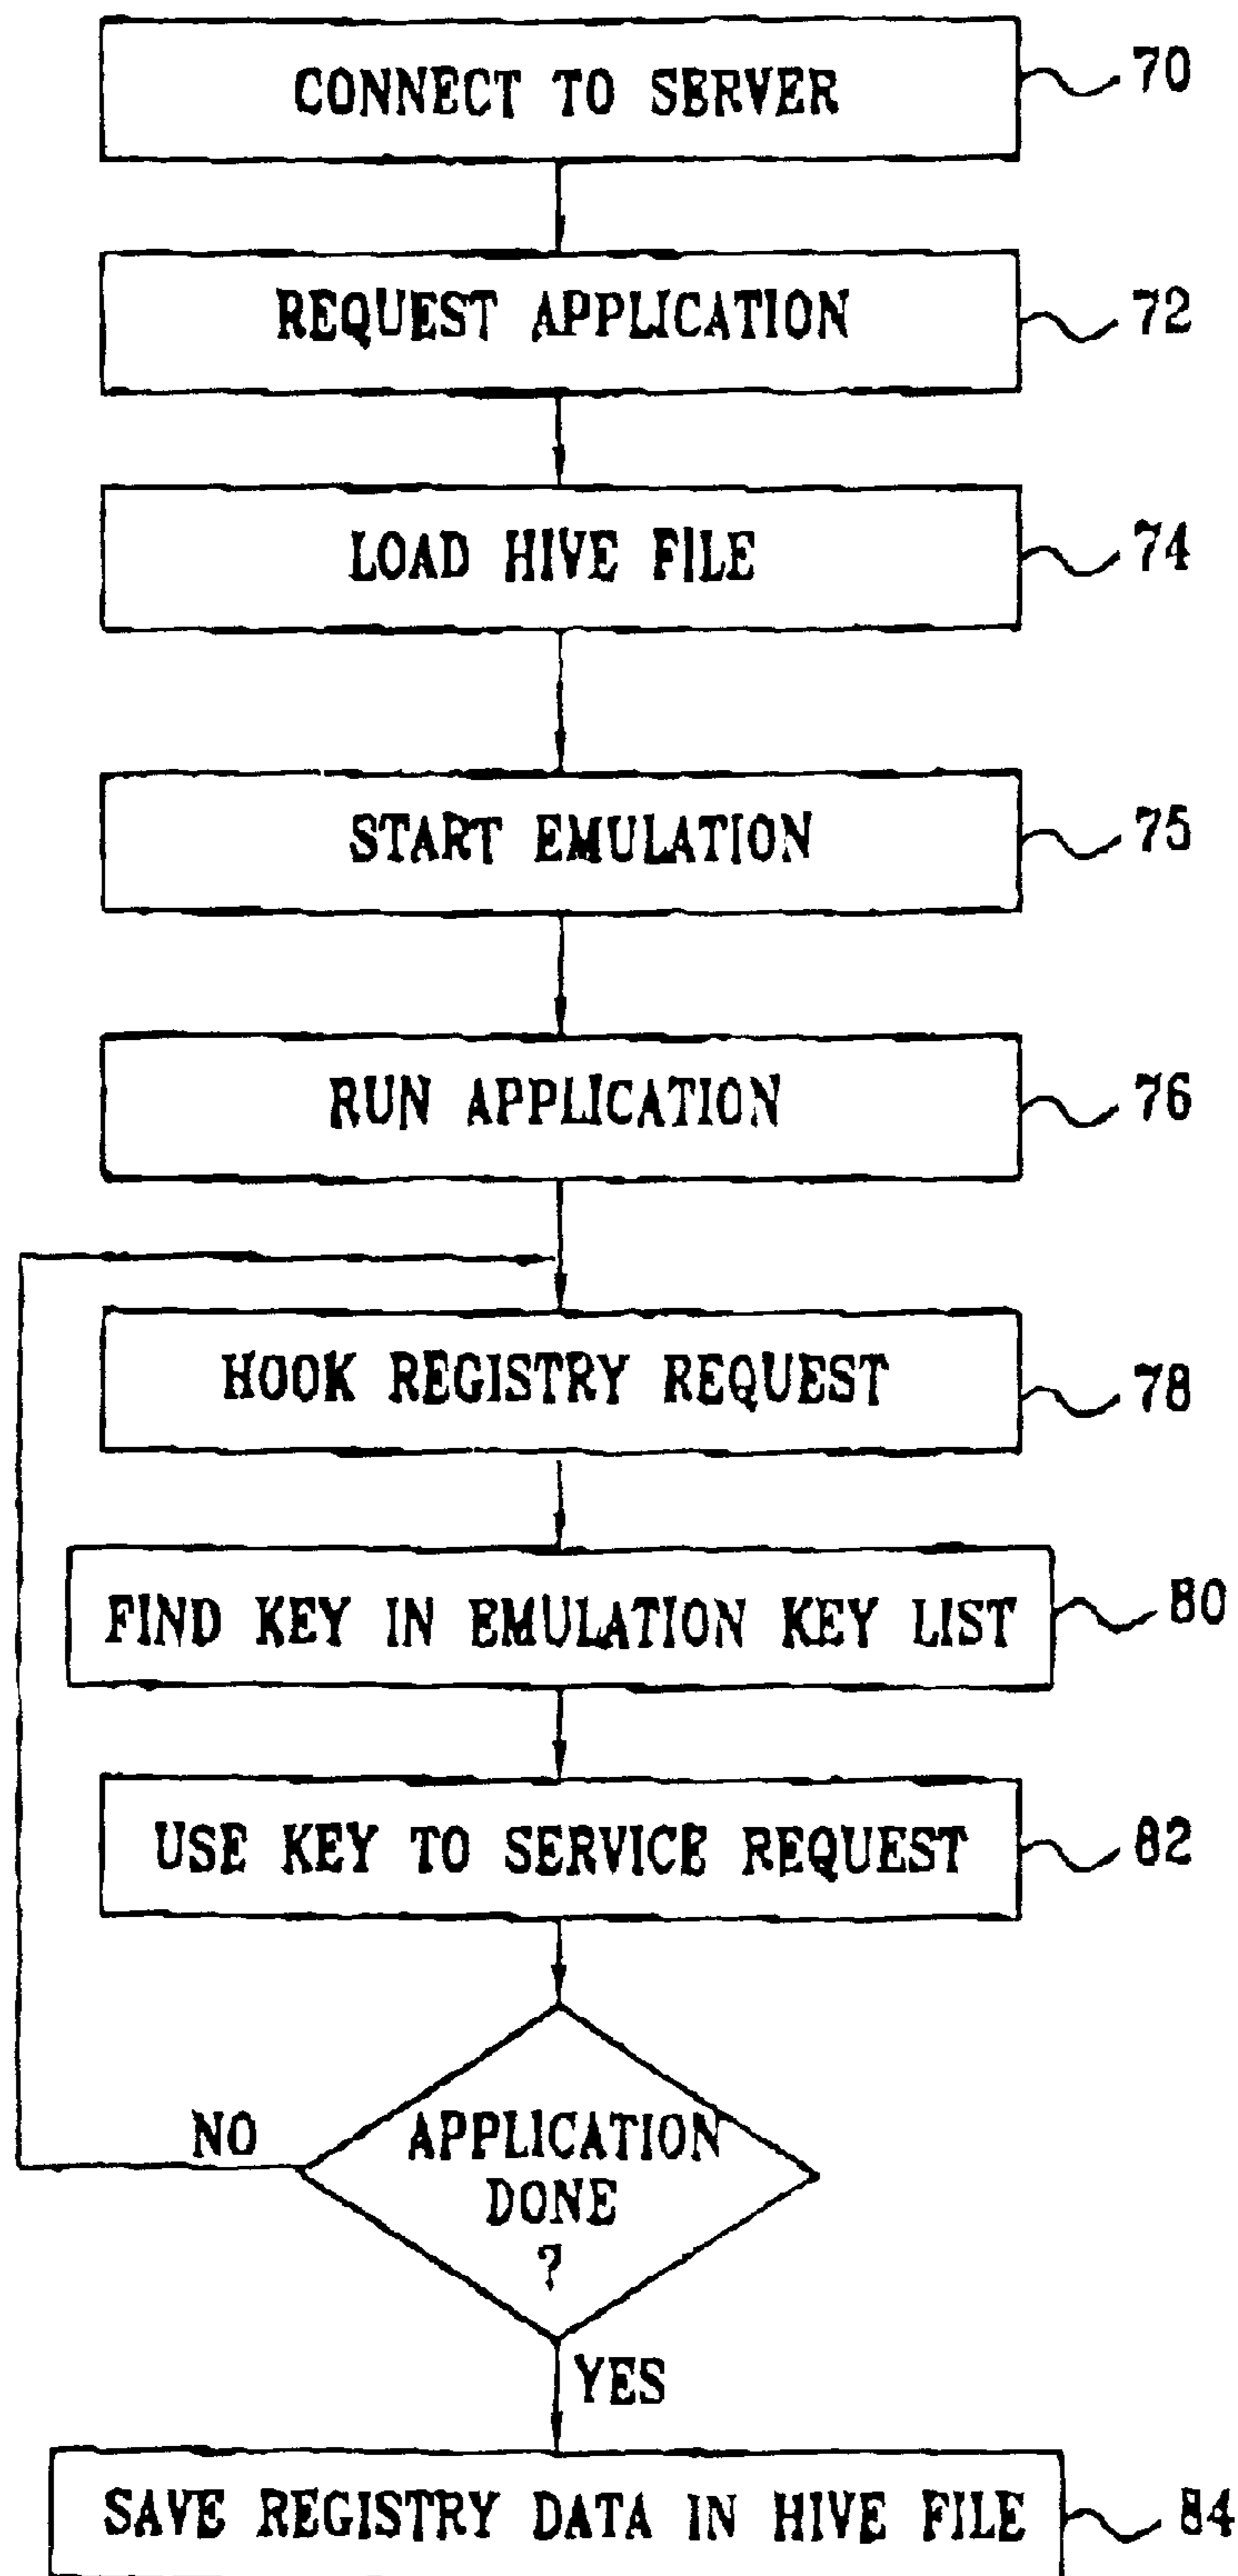 CONNECT TO SERVER 70
REQUEST APPLICATION 72
LOAD HIVE FILE 74
START EMULATION 75
RUN APPLICATION 76
HOOK REGISTRY REQUEST 78
FIND KEY IN EMULATION KEY LIST 80
USE KEY TO SERVICE REQUEST 82
NO
APPLICATION
DONE
?
YES
SAVE REGISTRY DATA IN HIVE FILE 84